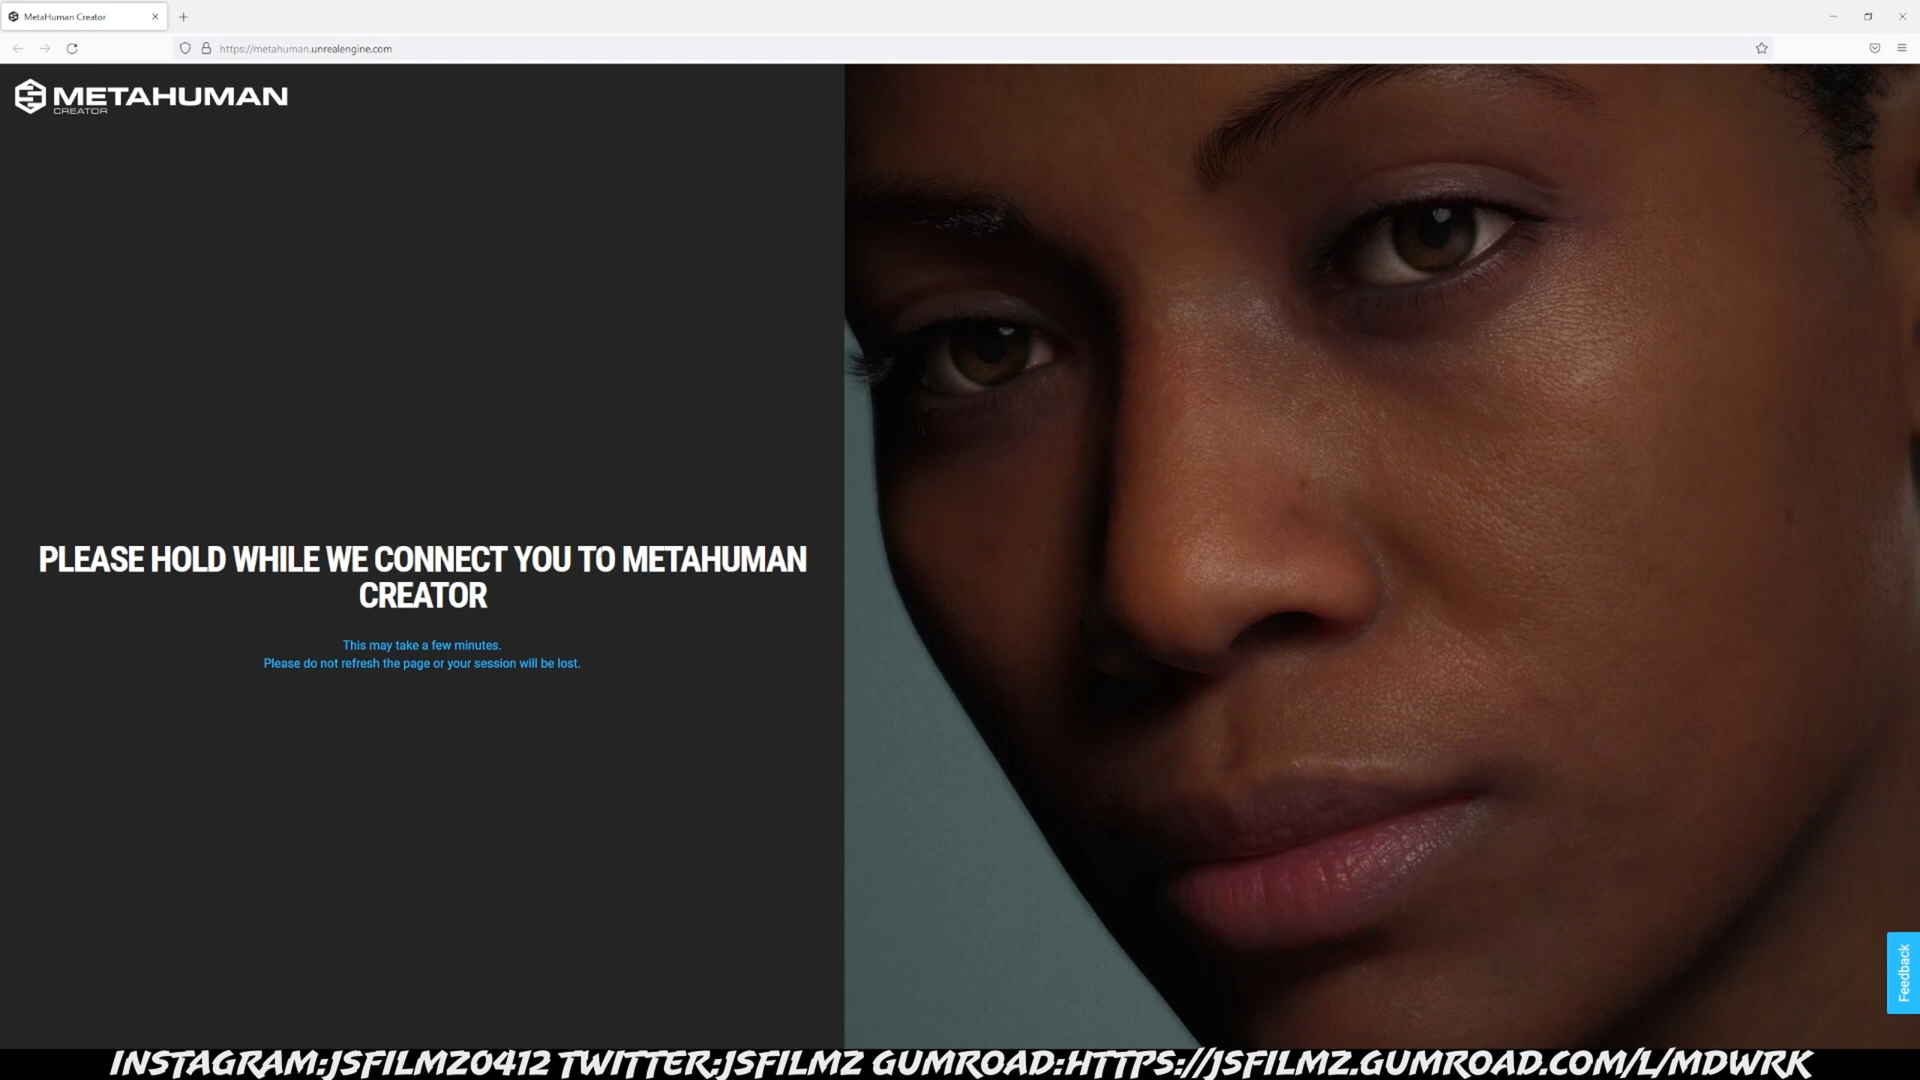 MetaHuman Creator
https://metahuman.unrealengine.com
METAHUMAN
CREATOR
PLEASE HOLD WHILE WE CONNECT YOU TO METAHUMAN
CREATOR
This may take a few minutes.
Please do not refresh the page or your session will be lost.
Feedback
INSTAGRAM:JSFILMZ0412 TWITTER:JSFILMZ GUMROAD:HTTPS://JSFILMZ.GUMROAD.COM/L/MDWRK